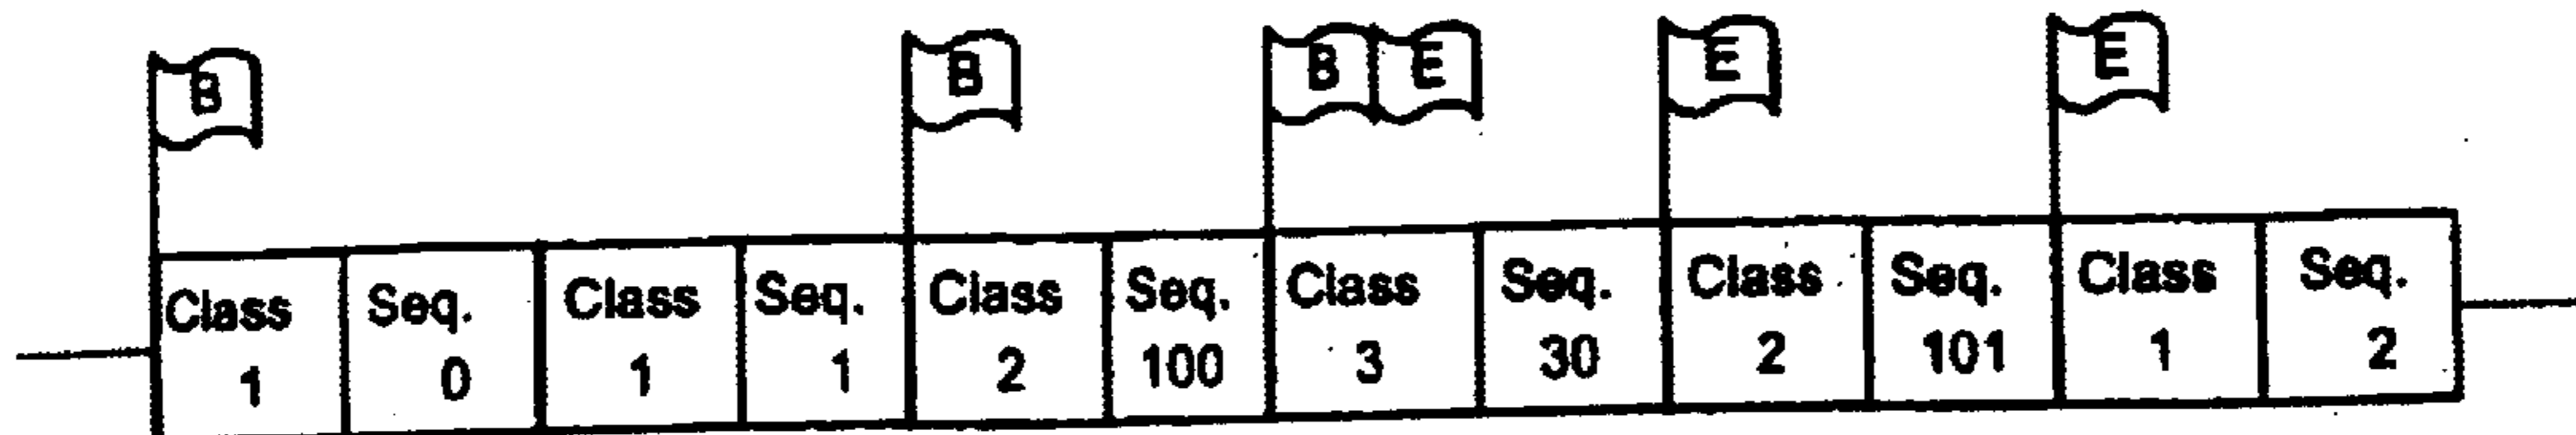 B B B E E E
Class Seq. Class Seq. Class Seq. Class Seq. Class Seq. Class Seq.
1 0 1 1 2 100 3 30 2 101 1 2